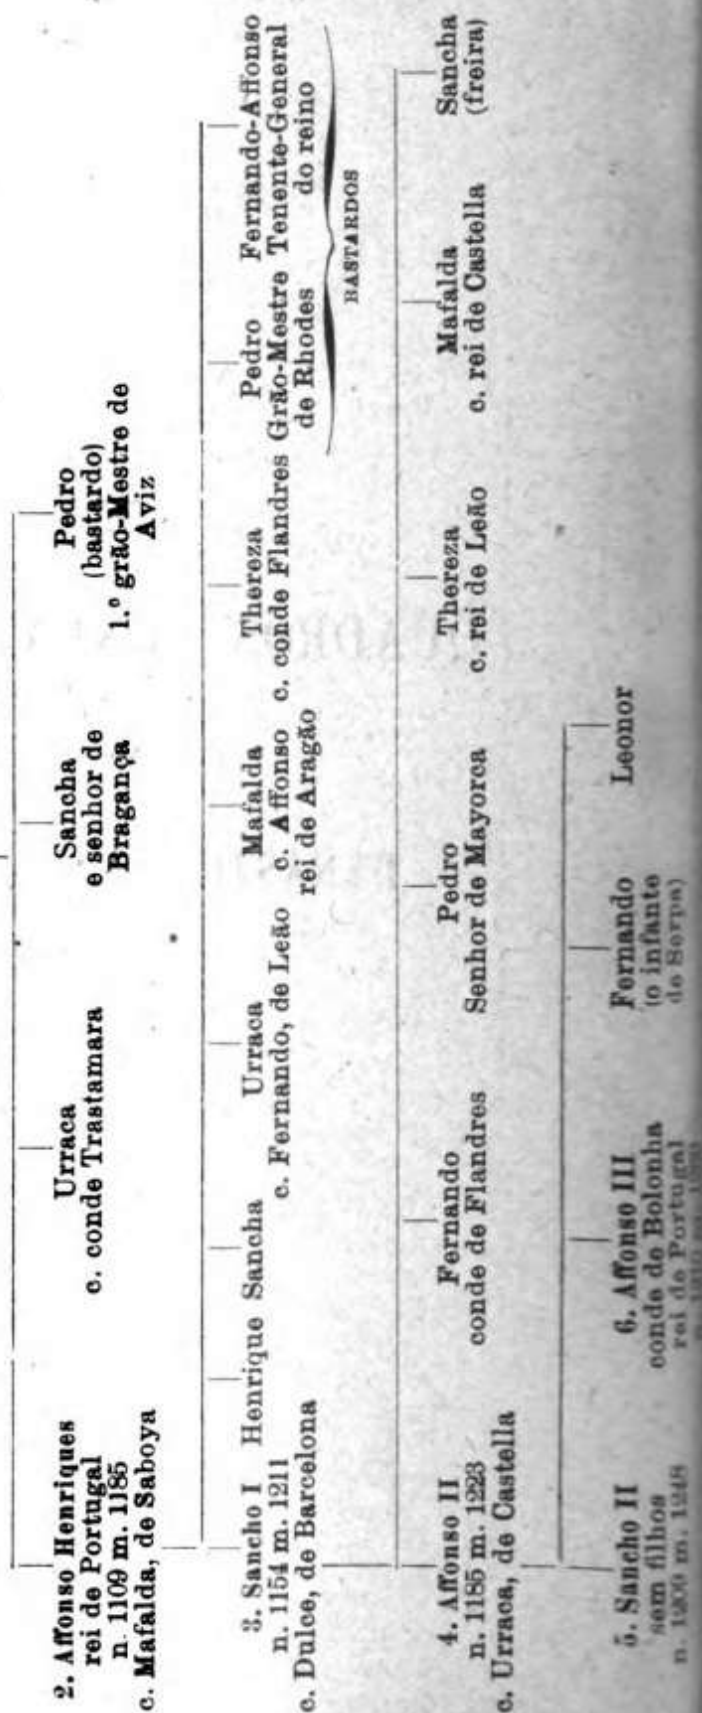 2. Affonso Henriques
rei de Portugal
n. 1109 m. 1185
c. Mafalda, de Saboya
Urraca
c. conde Trastamara
Sancha
e senhor de
Bragança
Pedro
(bastardo)
1.º grão-Mestre de
Aviz
3. Sancho I
n. 1154 m. 1211
c. Dulce, de Barcelona
Henrique
Sancha
Urraca
c. Fernando, de Leão
Mafalda
c. Affonso
rei de Aragão
Thereza
c. conde Flandres
Pedro
Grão-Mestre
de Rhodes
Fernando-Affonso
Tenente-General
do reino
BASTARDOS
4. Affonso II
n. 1185 m. 1223
c. Urraca, de Castella
Fernando
conde de Flandres
Pedro
Senhor de Mayorca
Thereza
c. rei de Leão
Mafalda
c. rei de Castella
Sancha
(freira)
5. Sancho II
sem filhos
n. 1209 m. 1248
6. Affonso III
conde de Bolonha
rei de Portugal
Fernando
(o infante
de Serpa)
Leonor